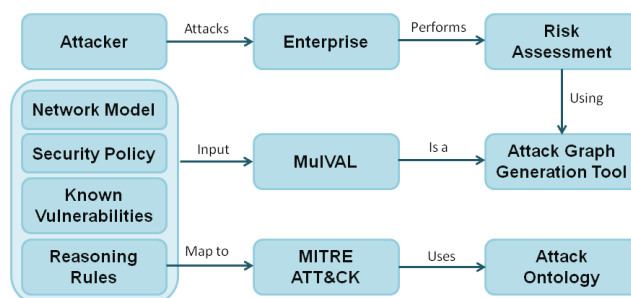 Attacker
Attacks
Enterprise
Performs
Risk
Assessment
Using
Network Model
Security Policy
Known
Vulnerabilities
Reasoning
Rules
Input
MulVAL
Is a
Attack Graph
Generation Tool
Map to
MITRE
ATT&CK
Uses
Attack
Ontology